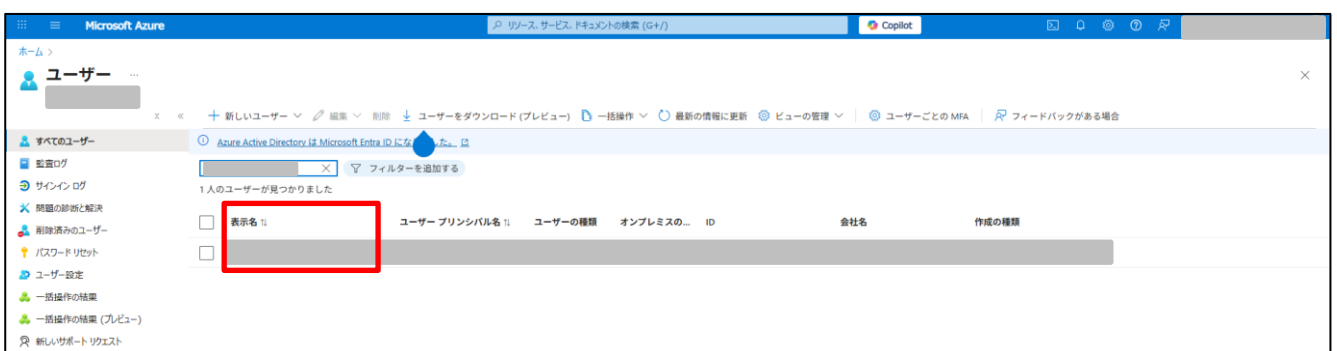 Microsoft Azure
リソース、サービス、ドキュメントの検索 (G+/)
Copilot
ホーム >
ユーザー ...
+ 新しいユーザー 編集 削除 ユーザーをダウンロード (プレビュー) 一括操作 最新の情報に更新 ビューの管理 ユーザーごとの MFA フィードバックがある場合
すべてのユーザー
監査ログ
サインイン ログ
問題の診断と解決
削除済みのユーザー
パスワード リセット
ユーザー設定
一括操作の結果
一括操作の結果 (プレビュー)
新しいサポート リクエスト
Azure Active Directory は Microsoft Entra ID にな した。
フィルターを追加する
1 人のユーザーが見つかりました
表示名 ユーザー プリンシパル名 ユーザーの種類 オンプレミスの... ID 会社名 作成の種類